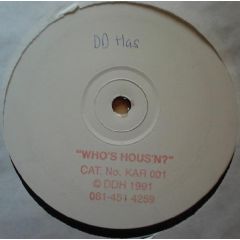 DD Has
"WHO'S HOUS'N?"
CAT. No. KAR 001
© DDH 1991
081-451 4259